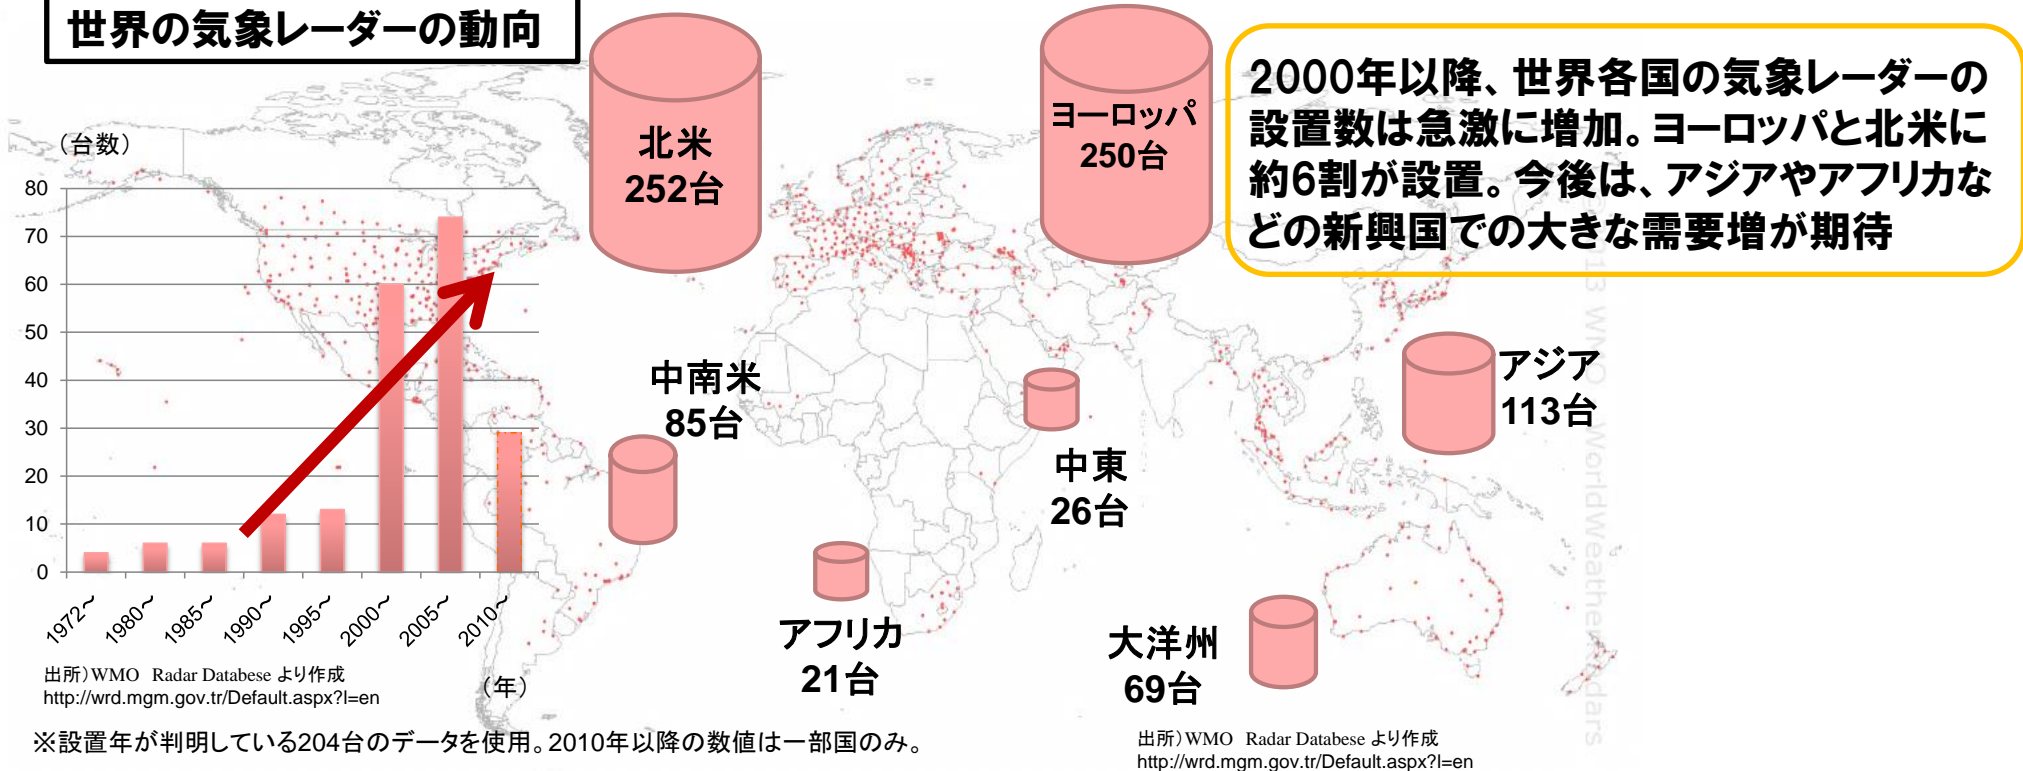 世界の気象レーダーの動向
2000年以降、世界各国の気象レーダーの
設置数は急激に増加。ヨーロッパと北米に
約6割が設置。今後は、アジアやアフリカな
どの新興国での大きな需要増が期待
(台数)
80
70
60
50
40
30
20
10
0
1972～
1980～
1985～
1990～
1995～
2000～
2005～
2010～
(年)
出所)WMO Radar Databese より作成
http://wrd.mgm.gov.tr/Default.aspx?l=en
※設置年が判明している204台のデータを使用。2010年以降の数値は一部国のみ。
北米
252台
ヨーロッパ
250台
中南米
85台
中東
26台
アジア
113台
アフリカ
21台
大洋州
69台
出所)WMO Radar Databese より作成
http://wrd.mgm.gov.tr/Default.aspx?l=en
13 WMO WorldWeatherRadars